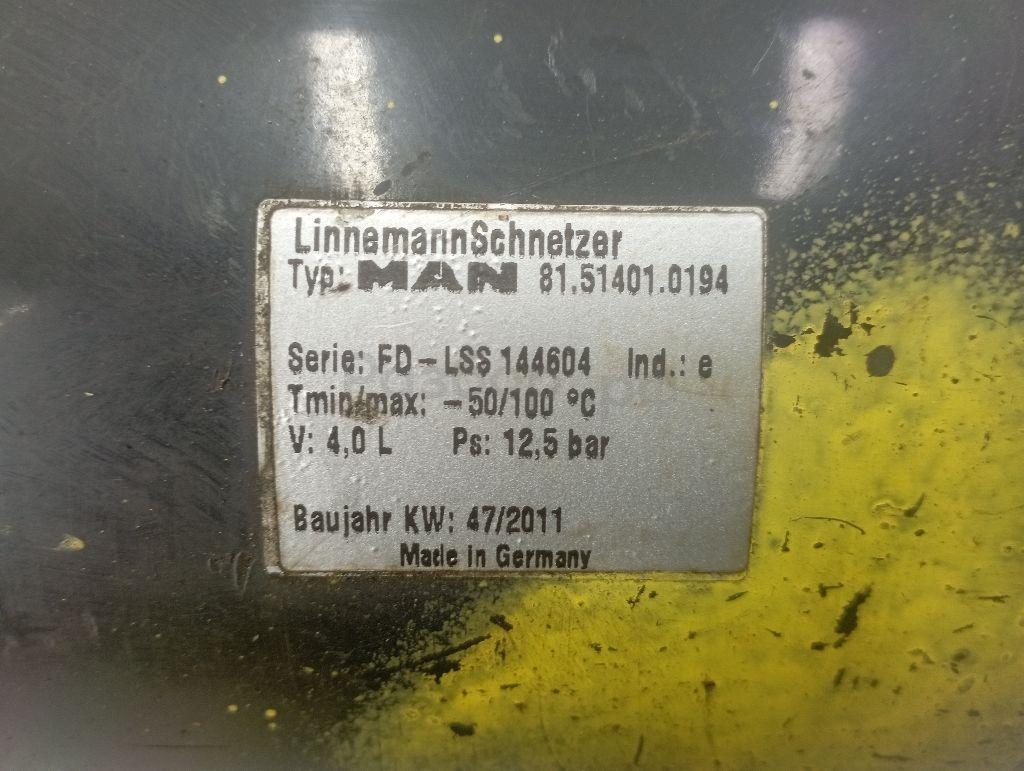 LinnemannSchnetzer
Typ: MAN 81.51401.0194
Serie: FD-LSS 144604 Ind.: e
Tmin/max: -50/100 °C
V: 4,0 L Ps: 12,5 bar
Baujahr KW: 47/2011
Made in Germany